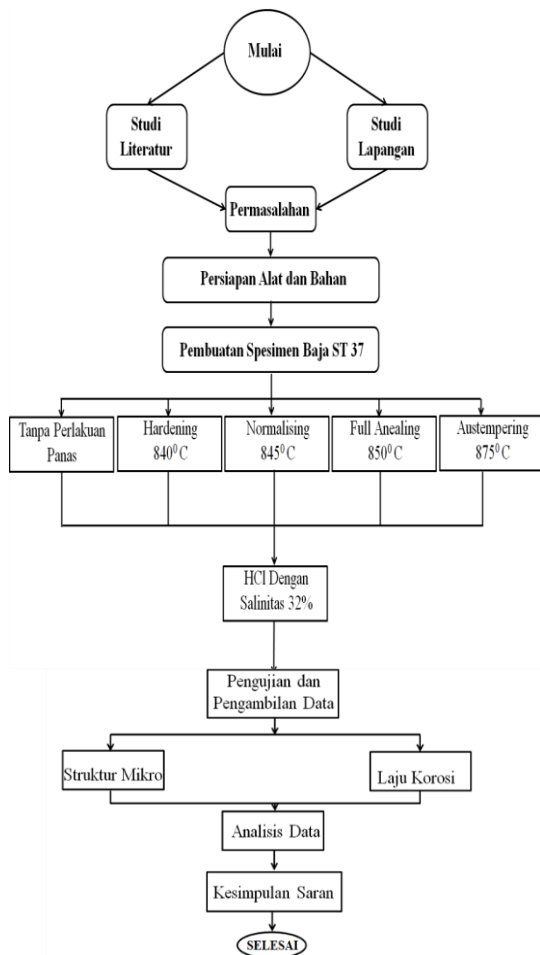 Mulai
Studi
Literatur
Studi
Lapangan
Permasalahan
Persiapan Alat dan Bahan
Pembuatan Spesimen Baja ST 37
Tanpa Perlakuan
Panas
Hardening
840⁰ C
Normalising
845⁰ C
Full Anealing
850⁰ C
Austempering
875⁰ C
HCl Dengan
Salinitas 32%
Pengujian dan
Pengambilan Data
Struktur Mikro
Laju Korosi
Analisis Data
Kesimpulan Saran
SELESAI